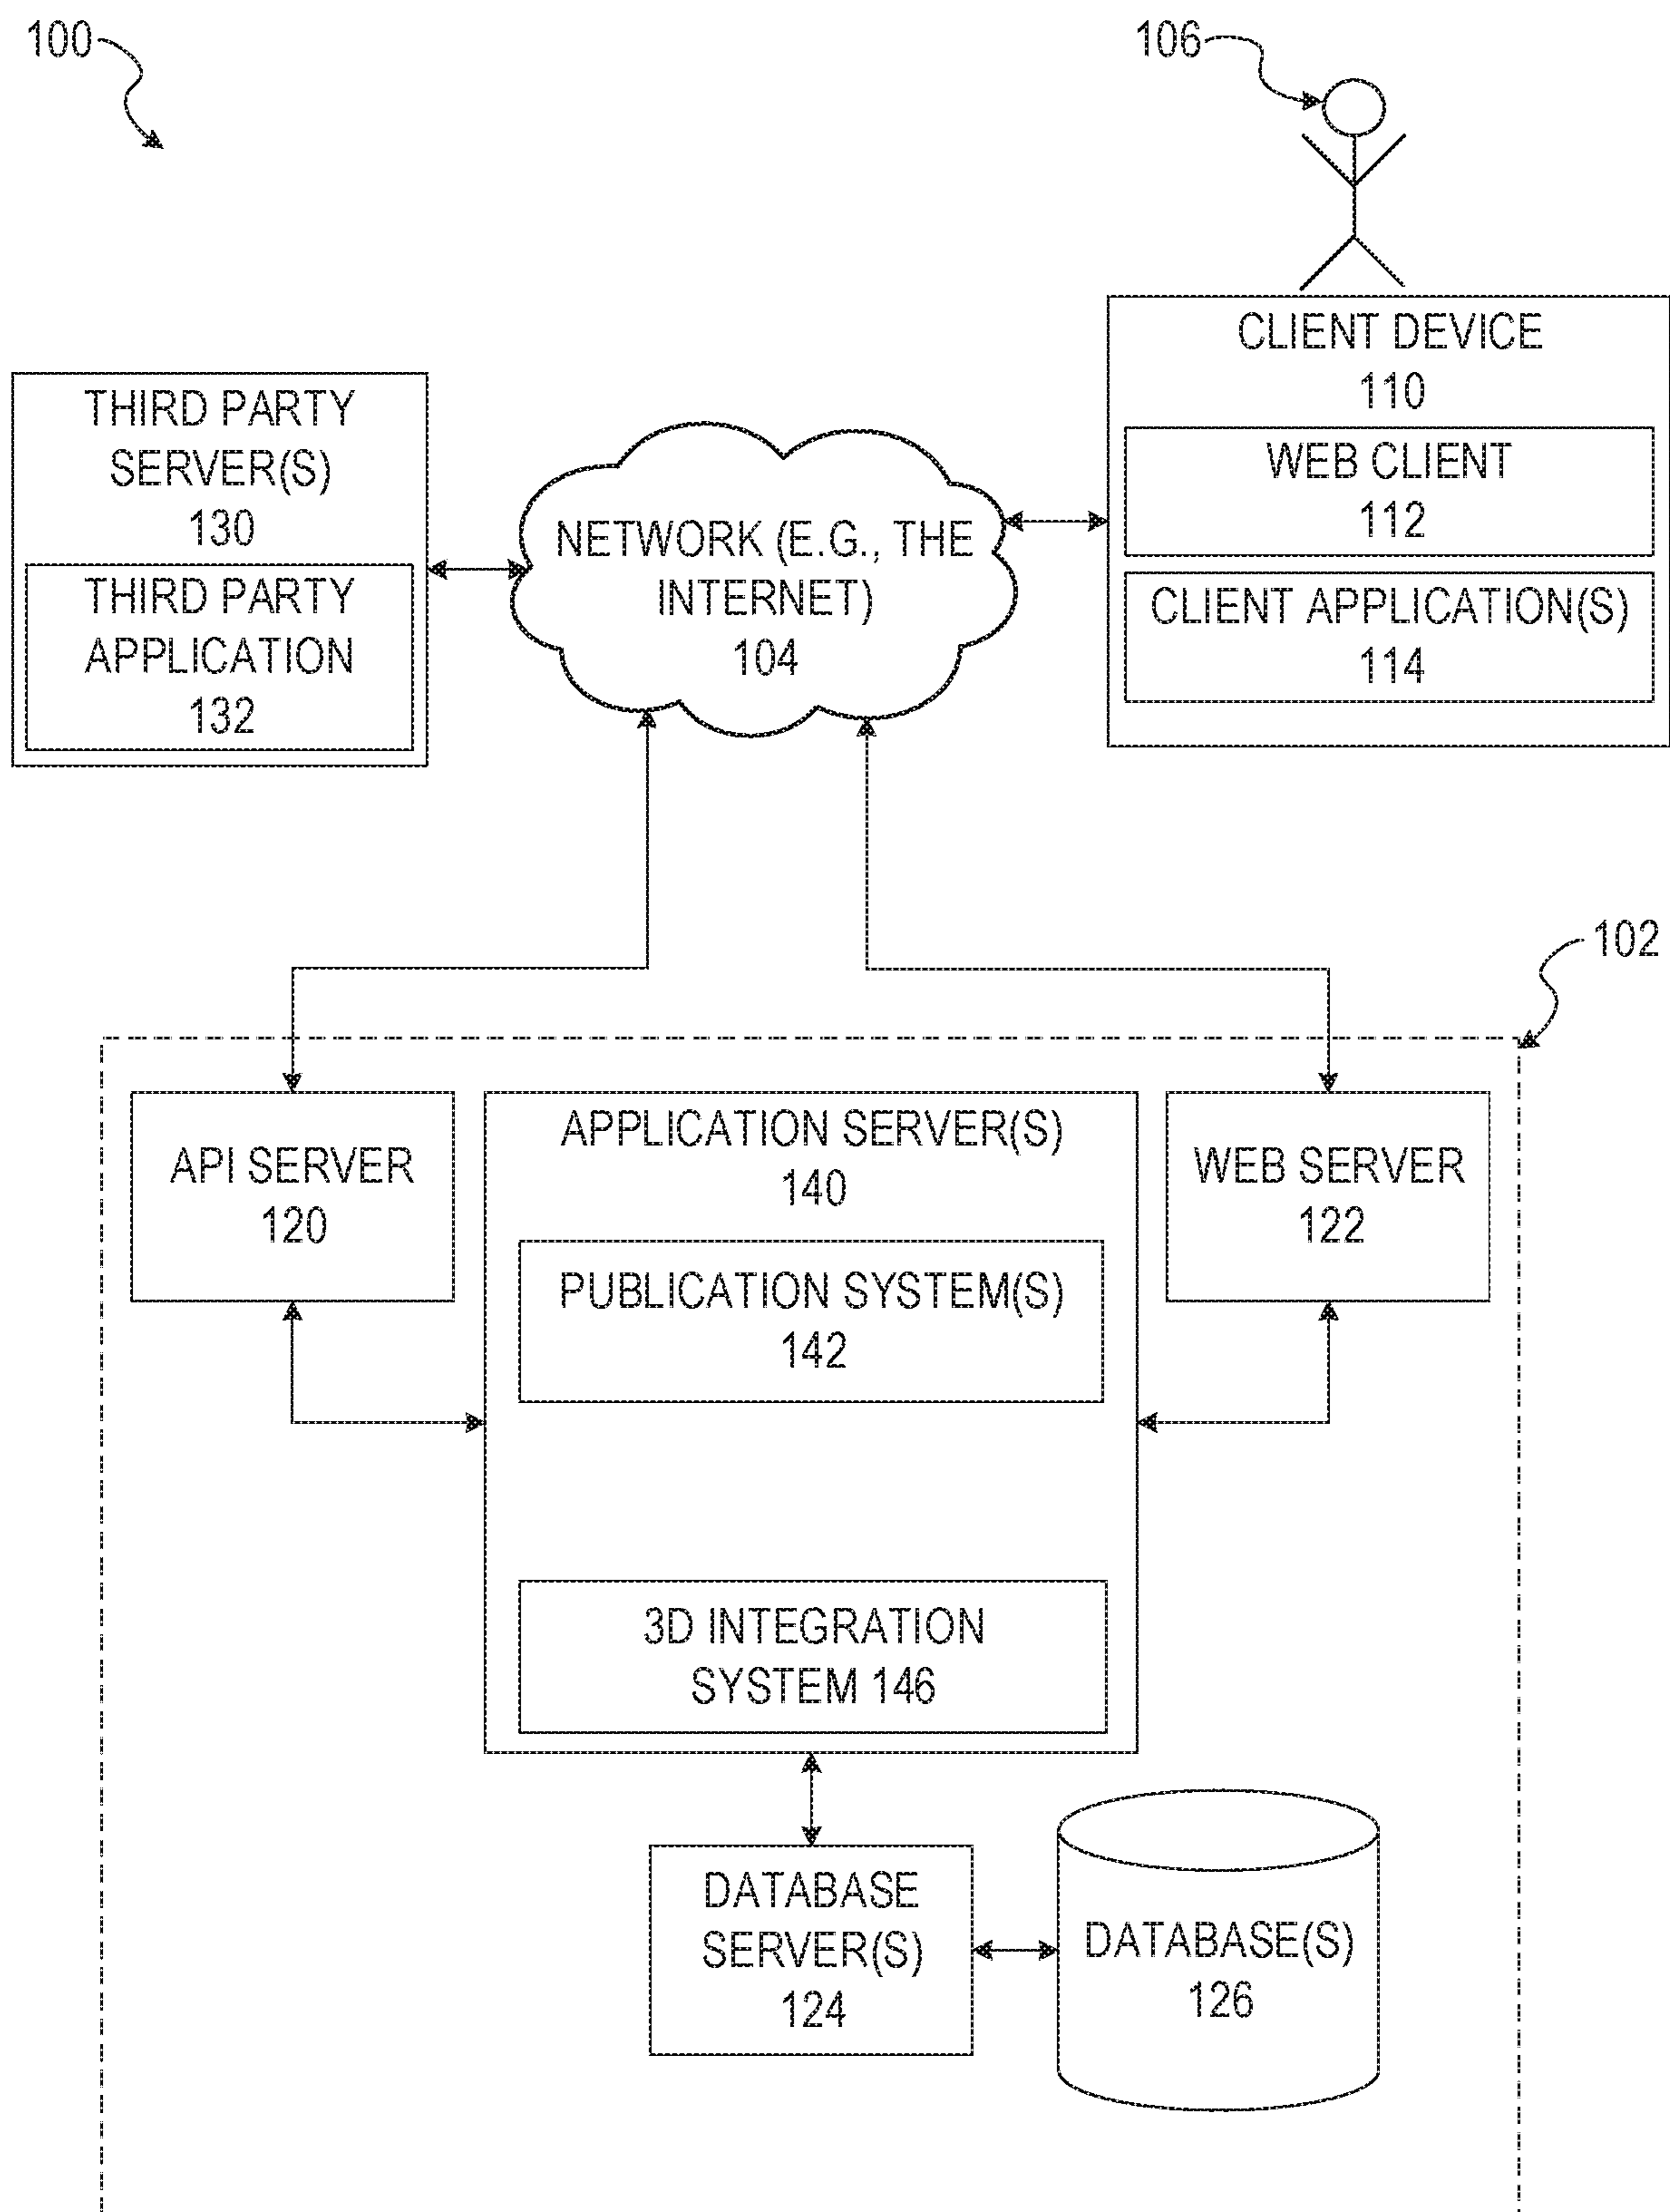 100
106
CLIENT DEVICE
110
WEB CLIENT
112
CLIENT APPLICATION(S)
114
THIRD PARTY
SERVER(S)
130
THIRD PARTY
APPLICATION
132
NETWORK (E.G., THE
INTERNET)
104
102
API SERVER
120
APPLICATION SERVER(S)
140
PUBLICATION SYSTEM(S)
142
3D INTEGRATION
SYSTEM 146
WEB SERVER
122
DATABASE
SERVER(S)
124
DATABASE(S)
126